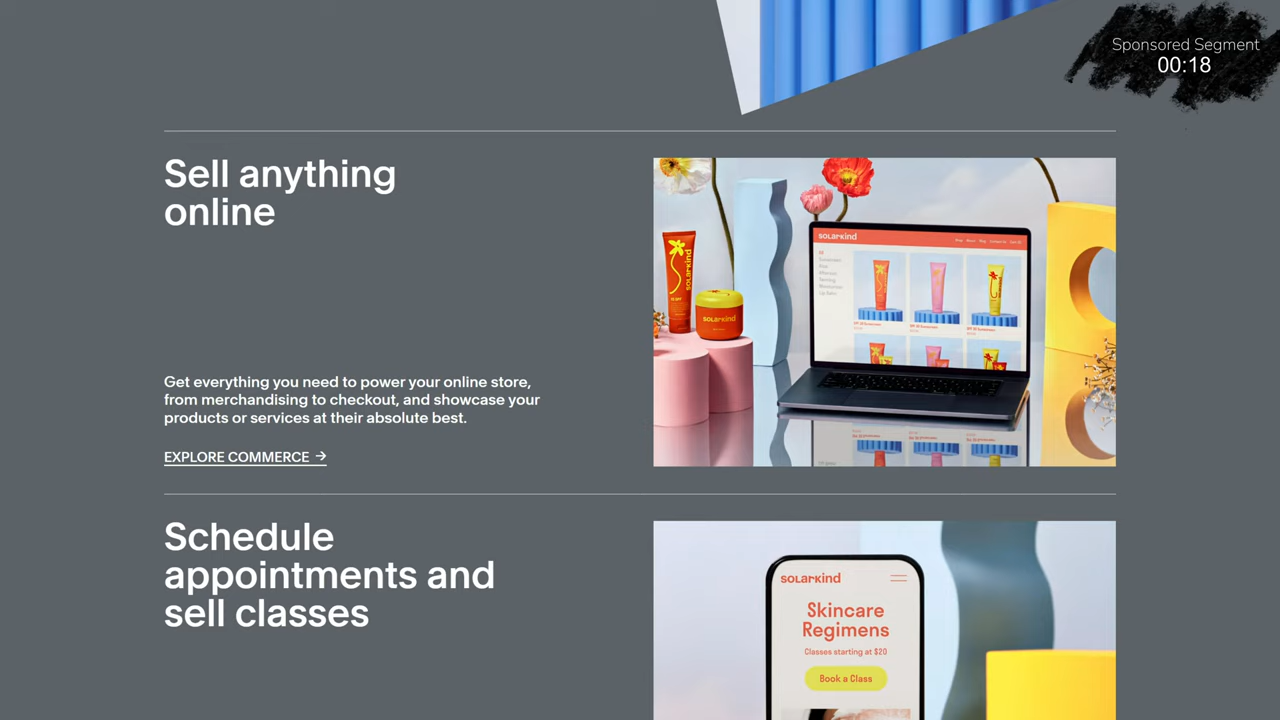 Sponsored Segment
00:18
Sell anything
online
Get everything you need to power your online store,
from merchandising to checkout, and showcase your
products or services at their absolute best.
EXPLORE COMMERCE →
solarkind
solarkind
solarkind
Schedule
appointments and
sell classes
solarkind
Skincare
Regimens
Classes starting at $20
Book a Class